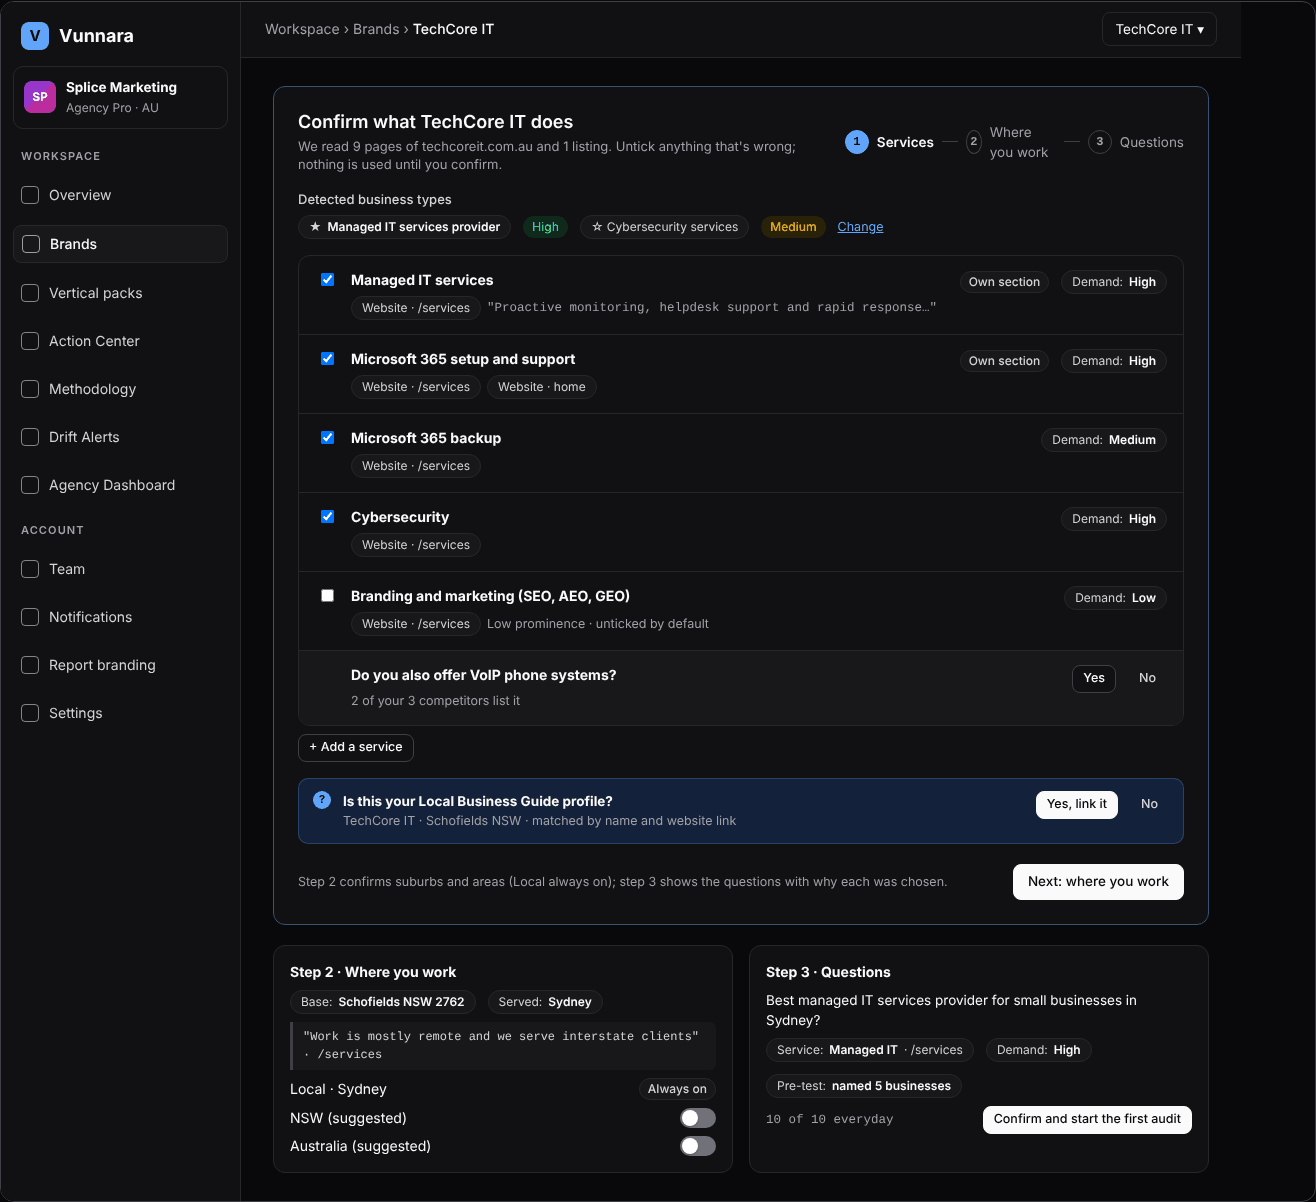 V Vunnara
SP
Splice Marketing
Agency Pro · AU
WORKSPACE
Overview
Brands
Vertical packs
Action Center
Methodology
Drift Alerts
Agency Dashboard
ACCOUNT
Team
Notifications
Report branding
Settings
Workspace › Brands › TechCore IT
TechCore IT ▾
Confirm what TechCore IT does
We read 9 pages of techcoreit.com.au and 1 listing. Untick anything that's wrong;
nothing is used until you confirm.
1 Services
2 Where
you work
3 Questions
Detected business types
★ Managed IT services provider High ☆ Cybersecurity services Medium Change
Managed IT services
Own section Demand: High
Website · /services "Proactive monitoring, helpdesk support and rapid response…"
Microsoft 365 setup and support
Own section Demand: High
Website · /services Website · home
Microsoft 365 backup
Demand: Medium
Website · /services
Cybersecurity
Demand: High
Website · /services
Branding and marketing (SEO, AEO, GEO)
Demand: Low
Website · /services Low prominence · unticked by default
Do you also offer VoIP phone systems?
Yes No
2 of your 3 competitors list it
+ Add a service
? Is this your Local Business Guide profile?
TechCore IT · Schofields NSW · matched by name and website link
Yes, link it No
Step 2 confirms suburbs and areas (Local always on); step 3 shows the questions with why each was chosen.
Next: where you work
Step 2 · Where you work
Base: Schofields NSW 2762 Served: Sydney
"Work is mostly remote and we serve interstate clients"
· /services
Local · Sydney Always on
NSW (suggested)
Australia (suggested)
Step 3 · Questions
Best managed IT services provider for small businesses in
Sydney?
Service: Managed IT · /services Demand: High
Pre-test: named 5 businesses
10 of 10 everyday
Confirm and start the first audit